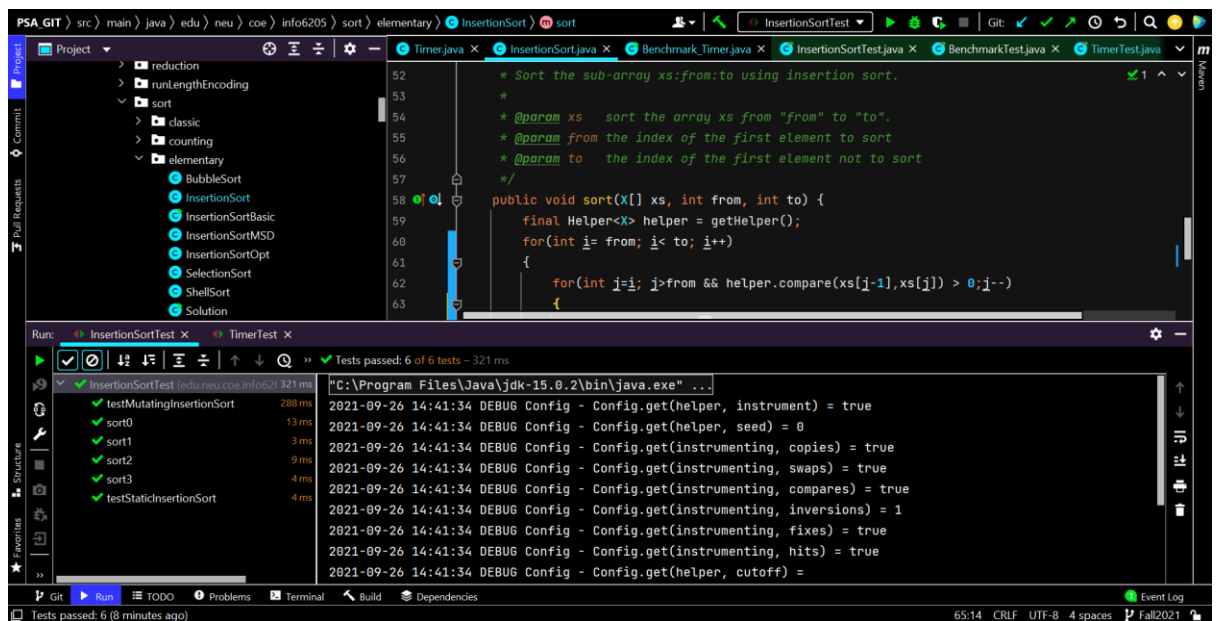 PSA_GIT 〉 src 〉 main 〉 java 〉 edu 〉 neu 〉 coe 〉 info6205 〉 sort 〉 elementary 〉 InsertionSort 〉 sort
InsertionSortTest
Git:
Project
Timer.java
InsertionSort.java
Benchmark_Timer.java
InsertionSortTest.java
BenchmarkTest.java
TimerTest.java
Project
Commit
Pull Requests
Structure
Favorites
m
Maven
reduction
runLengthEncoding
sort
classic
counting
elementary
BubbleSort
InsertionSort
InsertionSortBasic
InsertionSortMSD
InsertionSortOpt
SelectionSort
ShellSort
Solution
1
52 * Sort the sub-array xs:from:to using insertion sort.
53 *
54 * @param xs sort the array xs from "from" to "to".
55 * @param from the index of the first element to sort
56 * @param to the index of the first element not to sort
57 */
58 public void sort(X[] xs, int from, int to) {
59 final Helper<X> helper = getHelper();
60 for(int i= from; i< to; i++)
61 {
62 for(int j=i; j>from && helper.compare(xs[j-1],xs[j]) > 0;j--)
63 {
Run: InsertionSortTest TimerTest
Tests passed: 6 of 6 tests – 321 ms
InsertionSortTest (edu.neu.coe.info62( 321 ms
testMutatingInsertionSort 288 ms
sort0 13 ms
sort1 3 ms
sort2 9 ms
sort3 4 ms
testStaticInsertionSort 4 ms
"C:\Program Files\Java\jdk-15.0.2\bin\java.exe" ...
2021-09-26 14:41:34 DEBUG Config - Config.get(helper, instrument) = true
2021-09-26 14:41:34 DEBUG Config - Config.get(helper, seed) = 0
2021-09-26 14:41:34 DEBUG Config - Config.get(instrumenting, copies) = true
2021-09-26 14:41:34 DEBUG Config - Config.get(instrumenting, swaps) = true
2021-09-26 14:41:34 DEBUG Config - Config.get(instrumenting, compares) = true
2021-09-26 14:41:34 DEBUG Config - Config.get(instrumenting, inversions) = 1
2021-09-26 14:41:34 DEBUG Config - Config.get(instrumenting, fixes) = true
2021-09-26 14:41:34 DEBUG Config - Config.get(instrumenting, hits) = true
2021-09-26 14:41:34 DEBUG Config - Config.get(helper, cutoff) =
Git Run TODO Problems Terminal Build Dependencies 1 Event Log
Tests passed: 6 (8 minutes ago) 65:14 CRLF UTF-8 4 spaces Fall2021